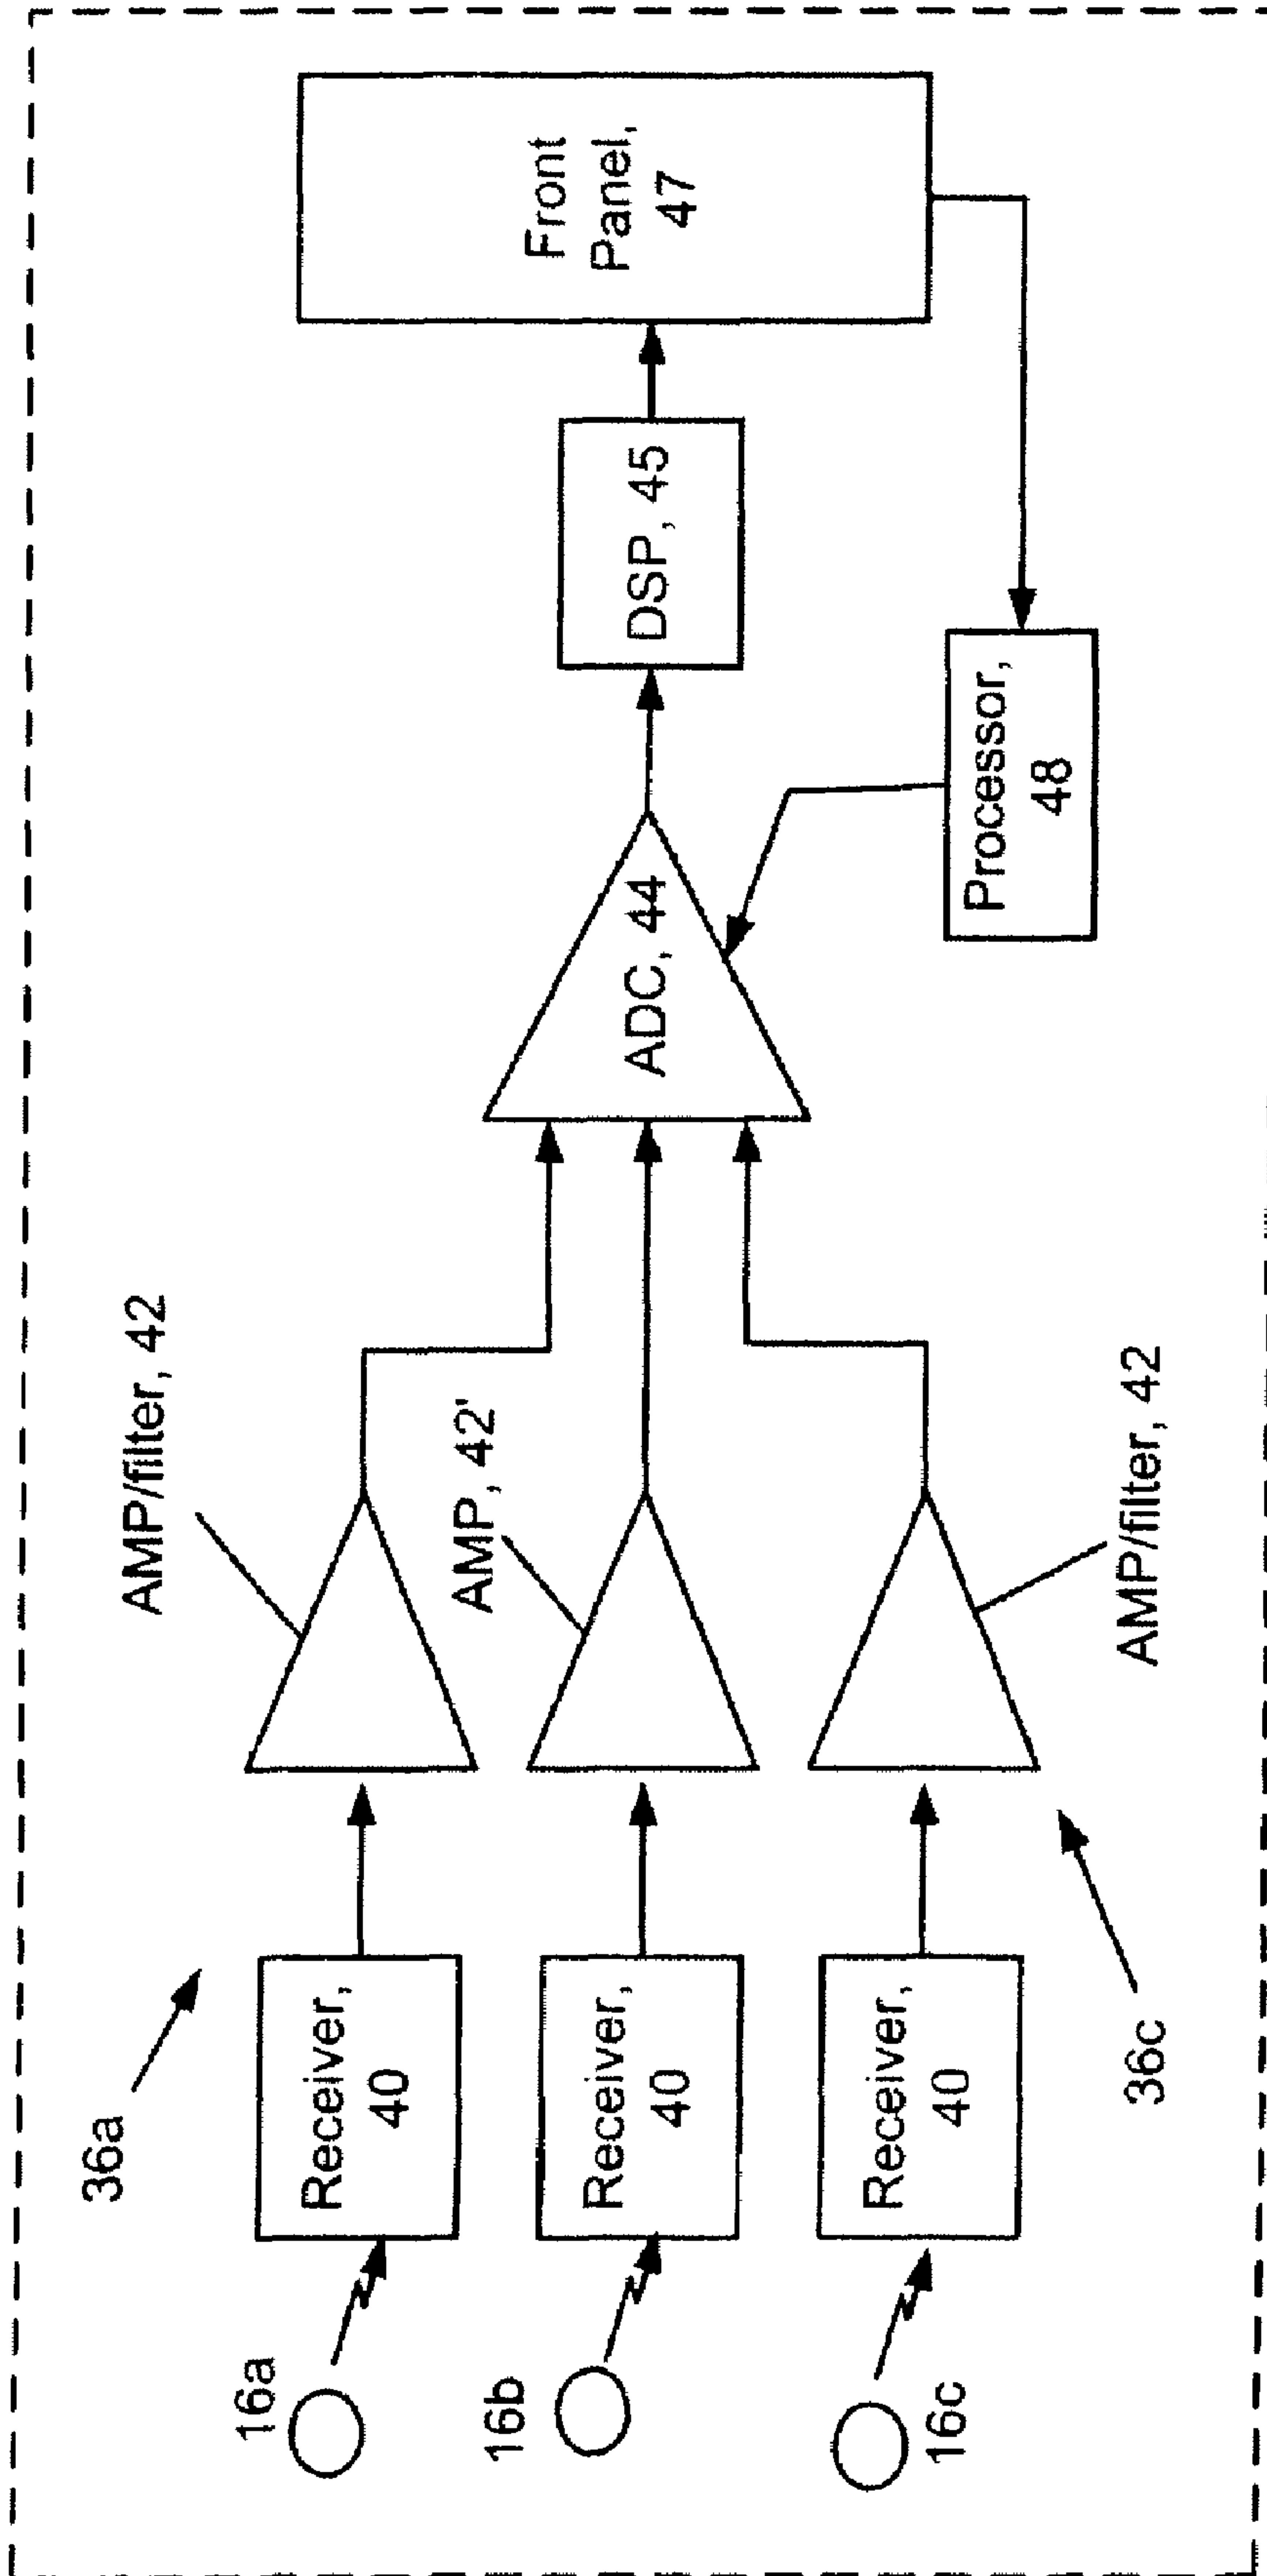 36a
AMP/filter, 42
16a
Receiver,
40
AMP, 42'
16b
Receiver,
40
ADC, 44
DSP, 45
Front
Panel,
47
16c
Receiver,
40
36c
AMP/filter, 42
Processor,
48